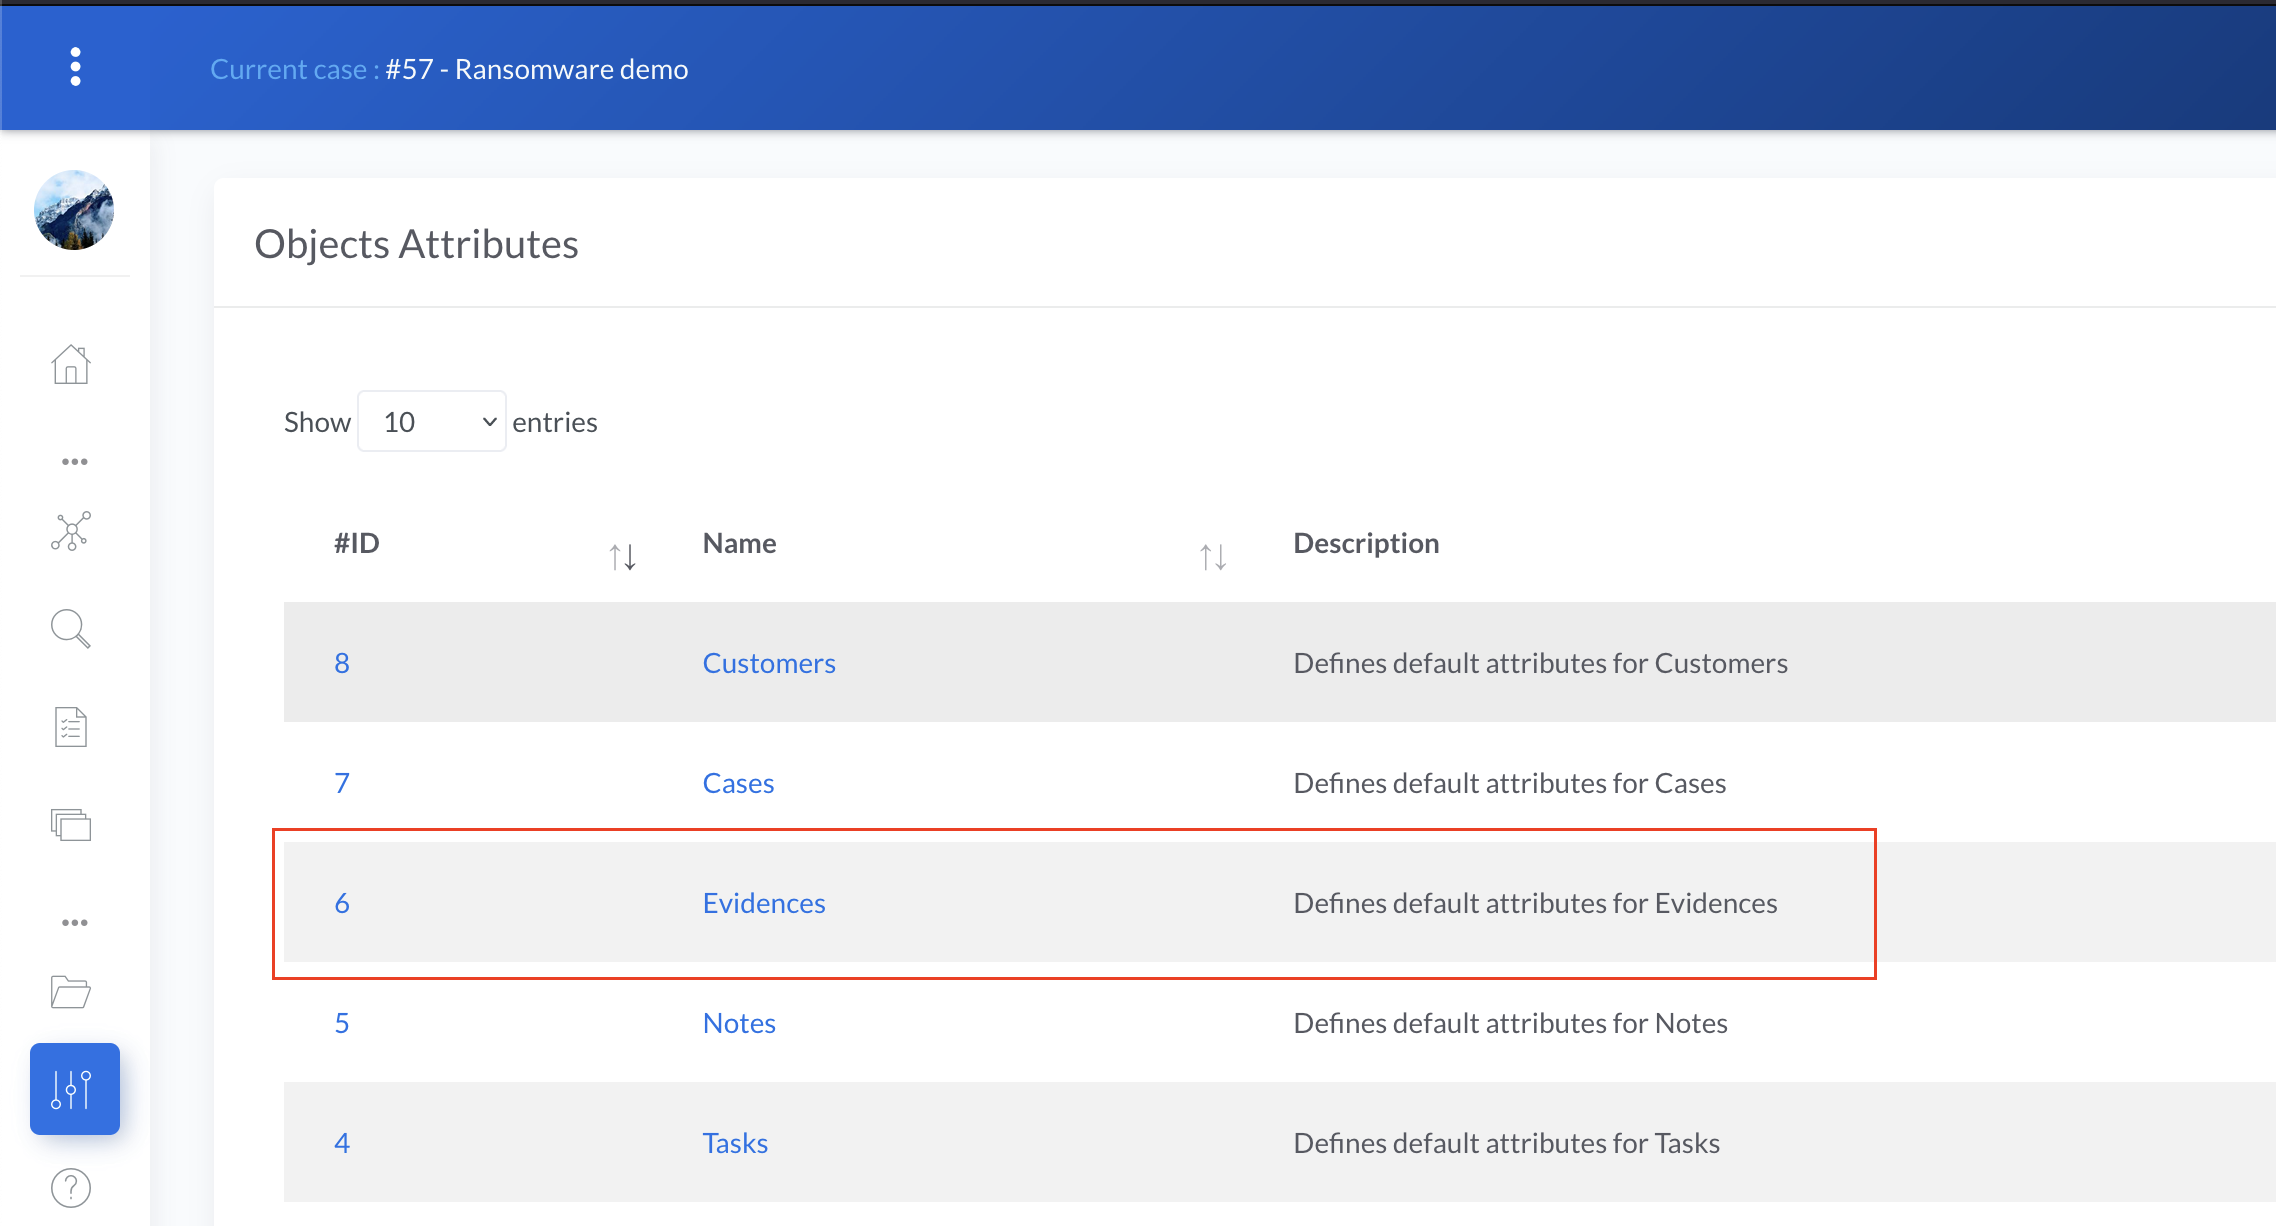 Current case : #57 - Ransomware demo
Objects Attributes
Show 10 entries
#ID Name Description
8 Customers Defines default attributes for Customers
7 Cases Defines default attributes for Cases
6 Evidences Defines default attributes for Evidences
5 Notes Defines default attributes for Notes
4 Tasks Defines default attributes for Tasks